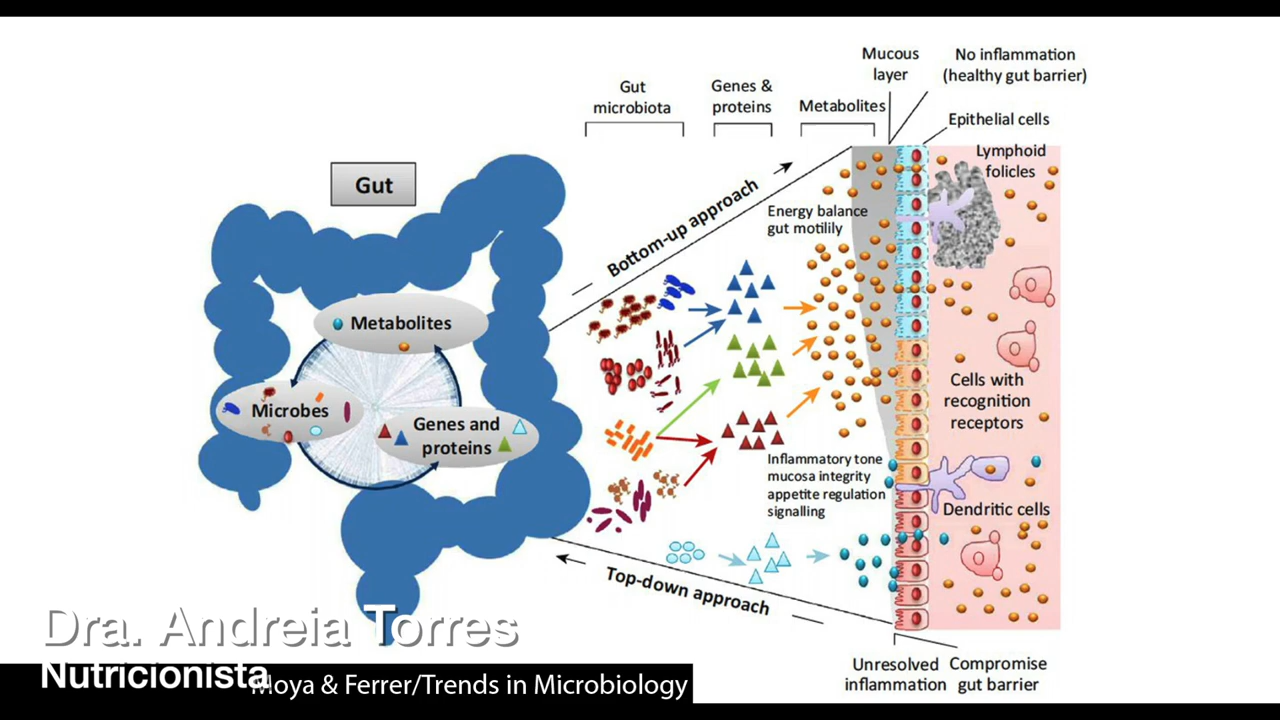 Mucous
layer
No inflammation
(healthy gut barrier)
Gut
microbiota
Genes &
proteins
Metabolites
Epithelial cells
Lymphoid
folicles
Gut
Bottom-up approach
Energy balance
gut motilily
Metabolites
Microbes
Genes and
proteins
Cells with
recognition
receptors
Inflammatory tone
mucosa integrity
appetite regulation
signalling
Dendritic cells
Top-down approach
Dra. Andreia Torres
Nutricionista
Moya & Ferrer/Trends in Microbiology
Unresolved
inflammation
Compromise
gut barrier